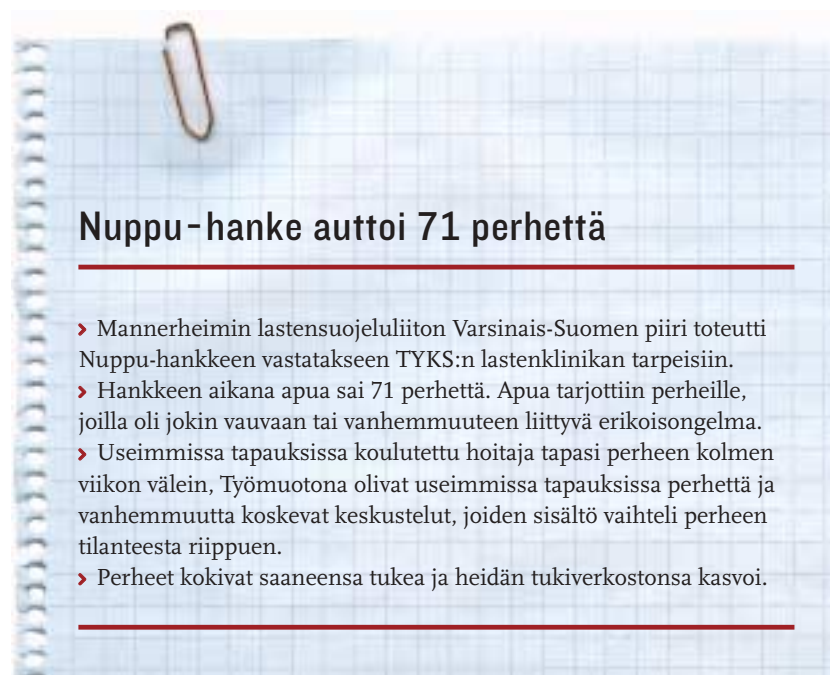 Nuppu-hanke auttoi 71 perhettä
› Mannerheimin lastensuojeluliiton Varsinais-Suomen piiri toteutti
Nuppu-hankkeen vastatakseen TYKS:n lastenklinikan tarpeisiin.
› Hankkeen aikana apua sai 71 perhettä. Apua tarjottiin perheille,
joilla oli jokin vauvaan tai vanhemmuuteen liittyvä erikoisongelma.
› Useimmissa tapauksissa koulutettu hoitaja tapasi perheen kolmen
viikon välein, Työmuotona olivat useimmissa tapauksissa perhettä ja
vanhemmuutta koskevat keskustelut, joiden sisältö vaihteli perheen
tilanteesta riippuen.
› Perheet kokivat saaneensa tukea ja heidän tukiverkostonsa kasvoi.